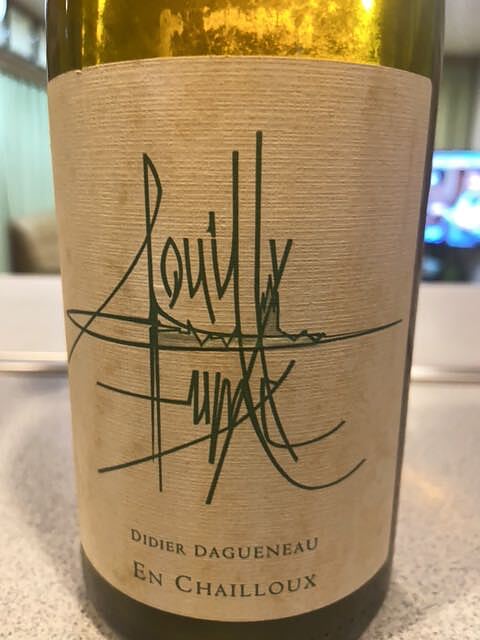 Pouilly
Fumé
DIDIER DAGUENEAU
EN CHAILLOUX